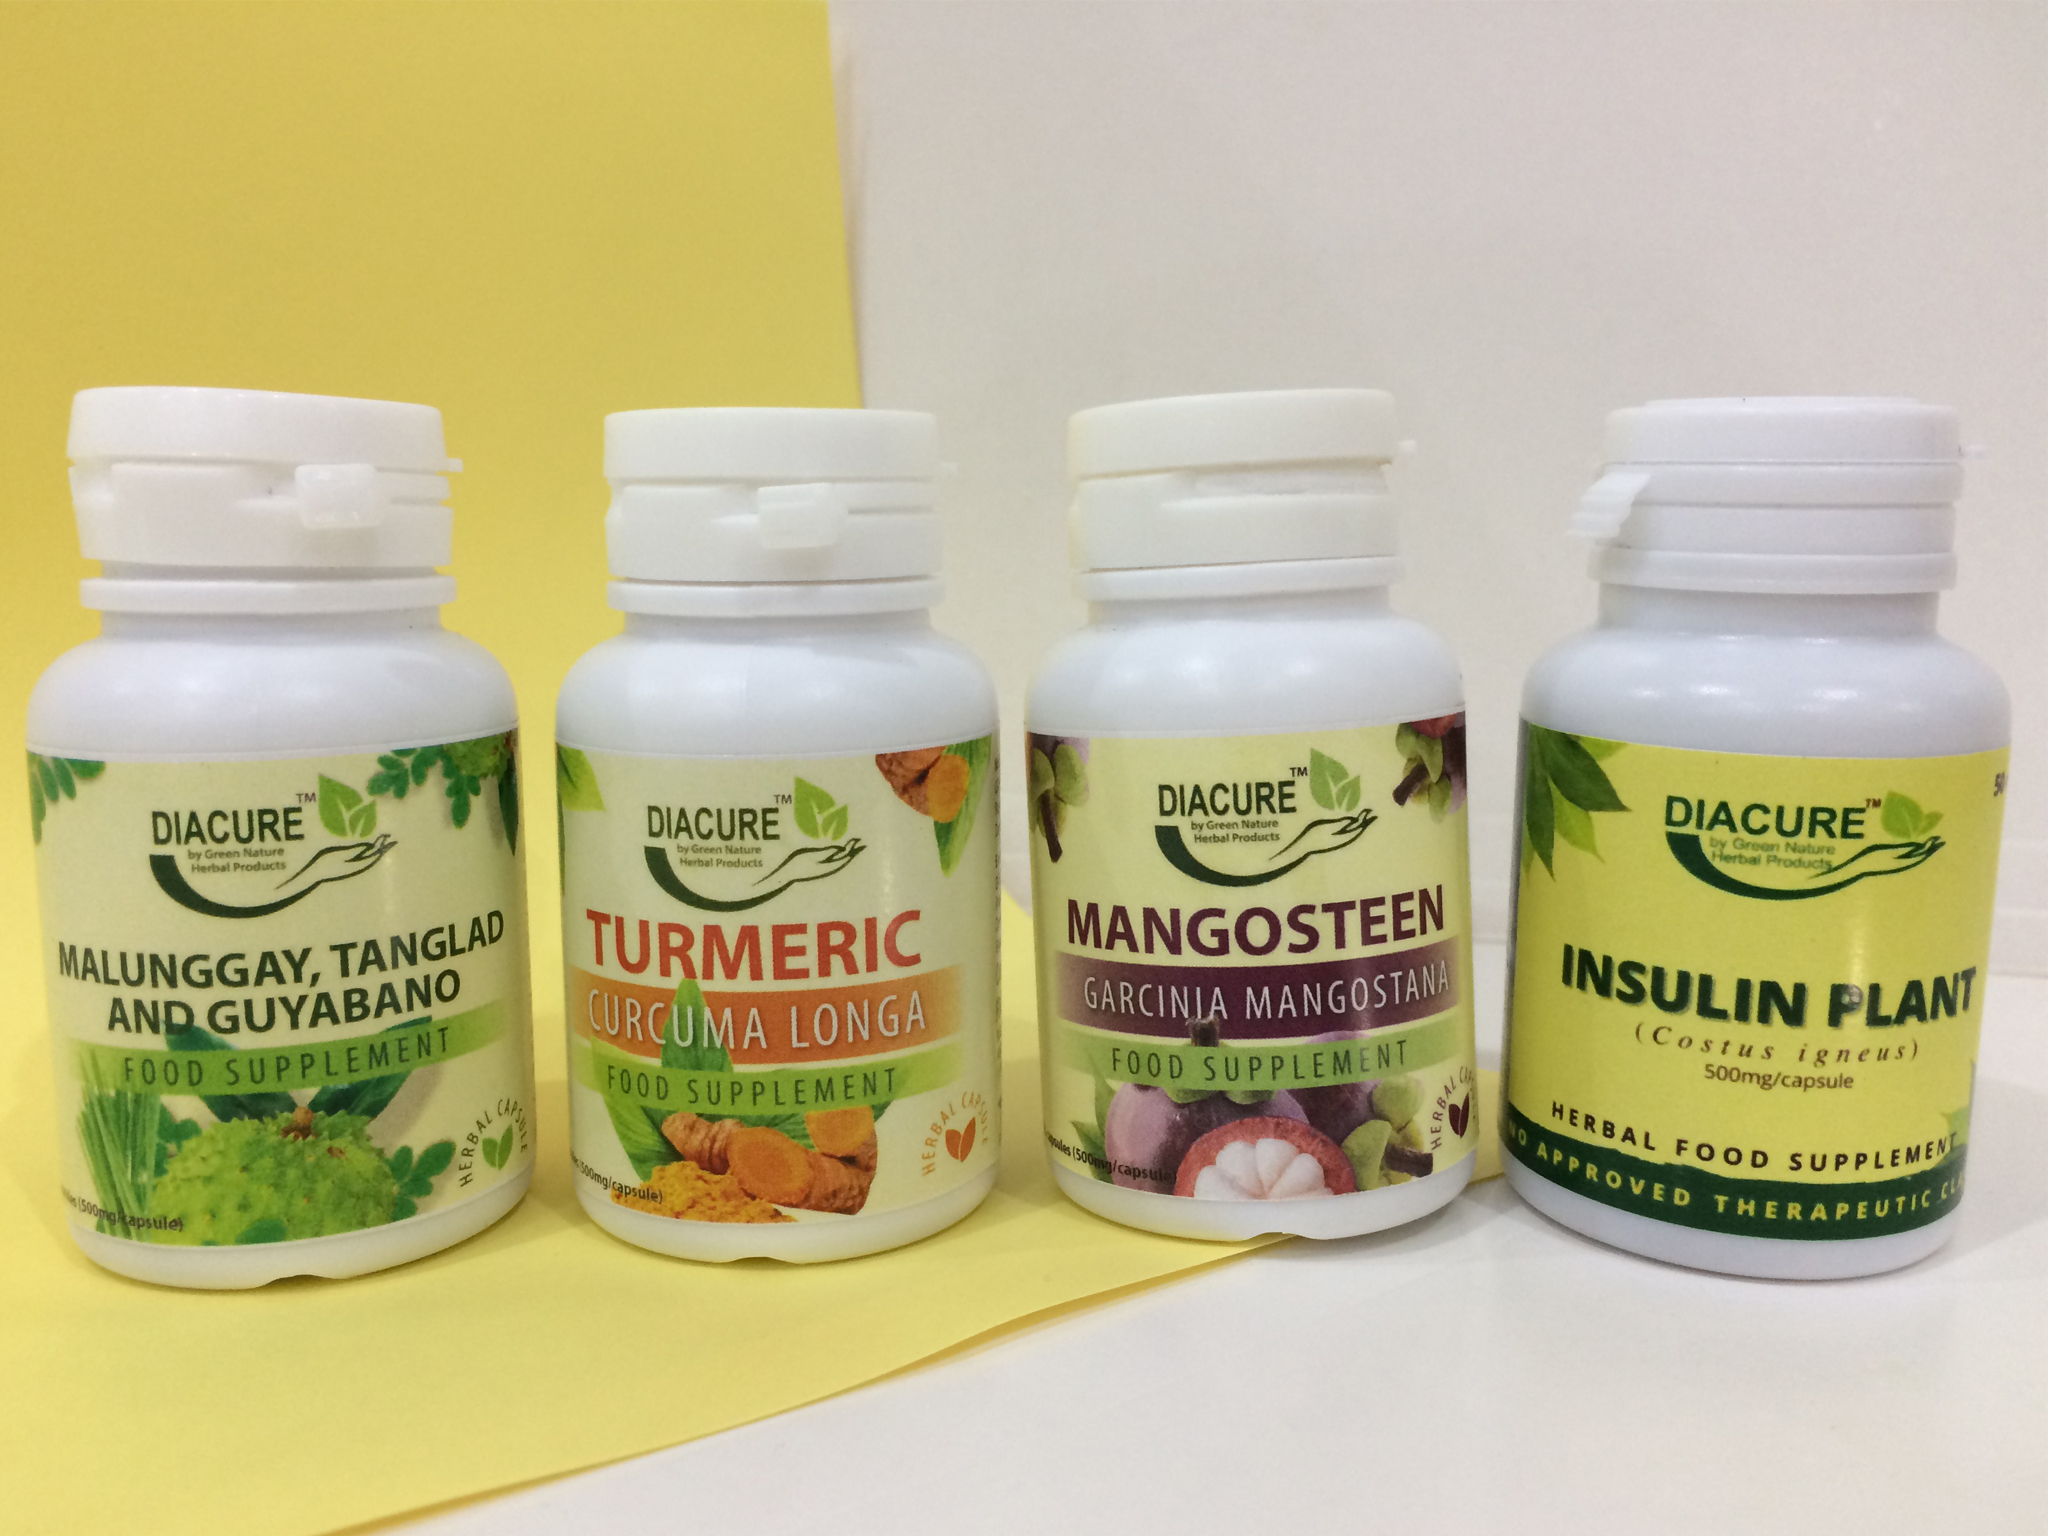 DIACURE™
by Green Nature
Herbal Products
MALUNGGAY, TANGLAD
AND GUYABANO
FOOD SUPPLEMENT
HERBAL CAPSULE
(500mg/capsule)
DIACURE™
by Green Nature
Herbal Products
TURMERIC
CURCUMA LONGA
FOOD SUPPLEMENT
HERBAL CAPSULE
(500mg/capsule)
DIACURE™
by Green Nature
Herbal Products
MANGOSTEEN
GARCINIA MANGOSTANA
FOOD SUPPLEMENT
HERBAL
(500mg/capsule)
DIACURE™
by Green Nature
Herbal Products
INSULIN PLANT
(Costus igneus)
500mg/capsule
HERBAL FOOD SUPPLEMENT
NO APPROVED THERAPEUTIC